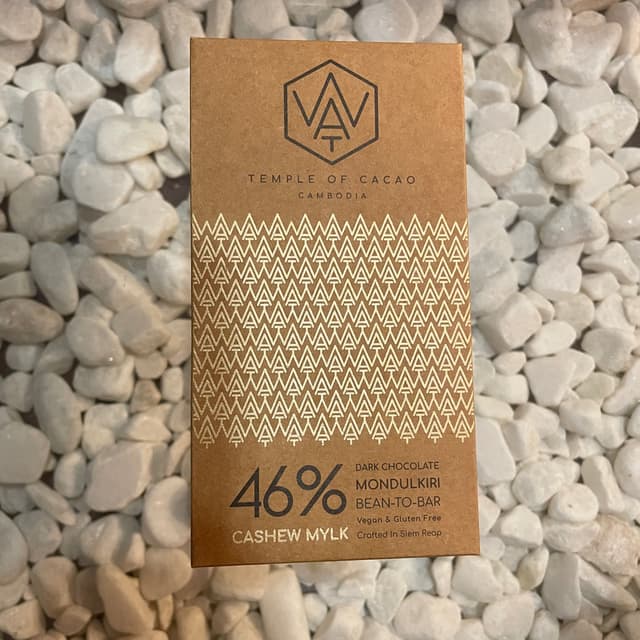 WAT
TEMPLE OF CACAO
CAMBODIA
46%
CASHEW MYLK
DARK CHOCOLATE
MONDULKIRI
BEAN-TO-BAR
Vegan & Gluten Free
Crafted In Siem Reap